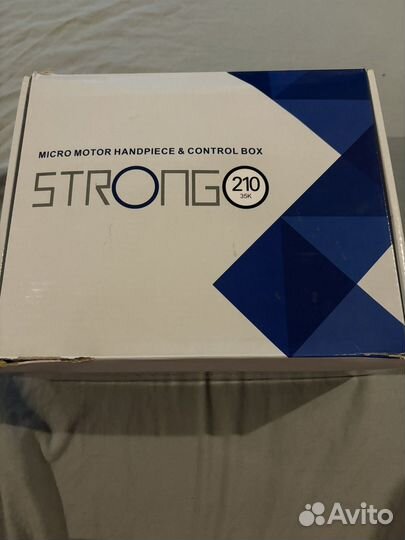 MICRO MOTOR HANDPIECE & CONTROL BOX
STRONG 210
35K
Avito